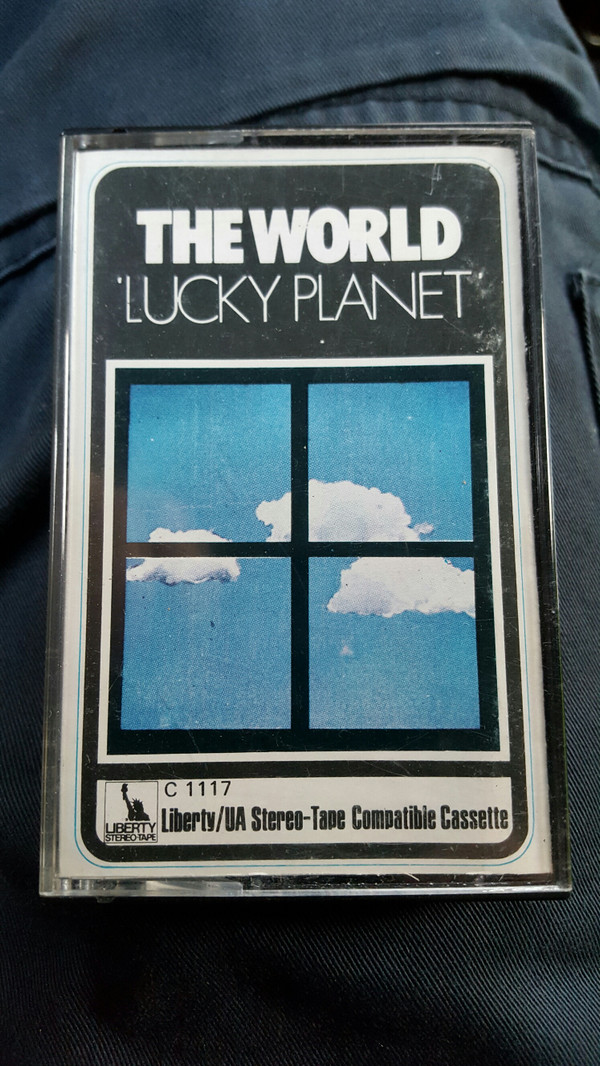 THE WORLD
'LUCKY PLANET'
C 1117
LIBERTY
STEREO-TAPE
Liberty/UA Stereo-Tape Compatible Cassette